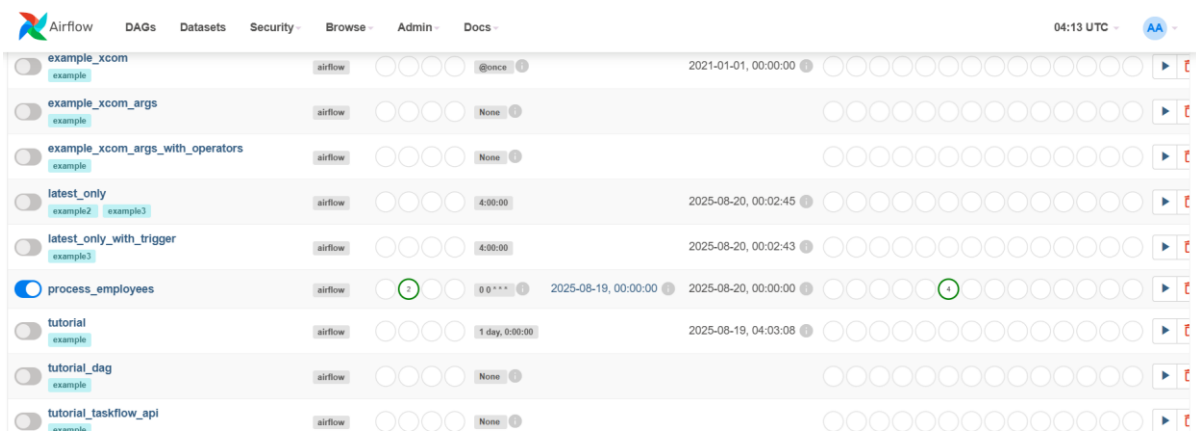 Airflow DAGs Datasets Security Browse Admin Docs 04:13 UTC AA
example_xcom airflow @once 2021-01-01, 00:00:00
example
example_xcom_args airflow None
example
example_xcom_args_with_operators airflow None
example
latest_only airflow 4:00:00 2025-08-20, 00:02:45
example2 example3
latest_only_with_trigger airflow 4:00:00 2025-08-20, 00:02:43
example3
process_employees airflow 2 0 0 * * * 2025-08-19, 00:00:00 2025-08-20, 00:00:00 4
tutorial airflow 1 day, 0:00:00 2025-08-19, 04:03:08
example
tutorial_dag airflow None
example
tutorial_taskflow_api airflow None
example